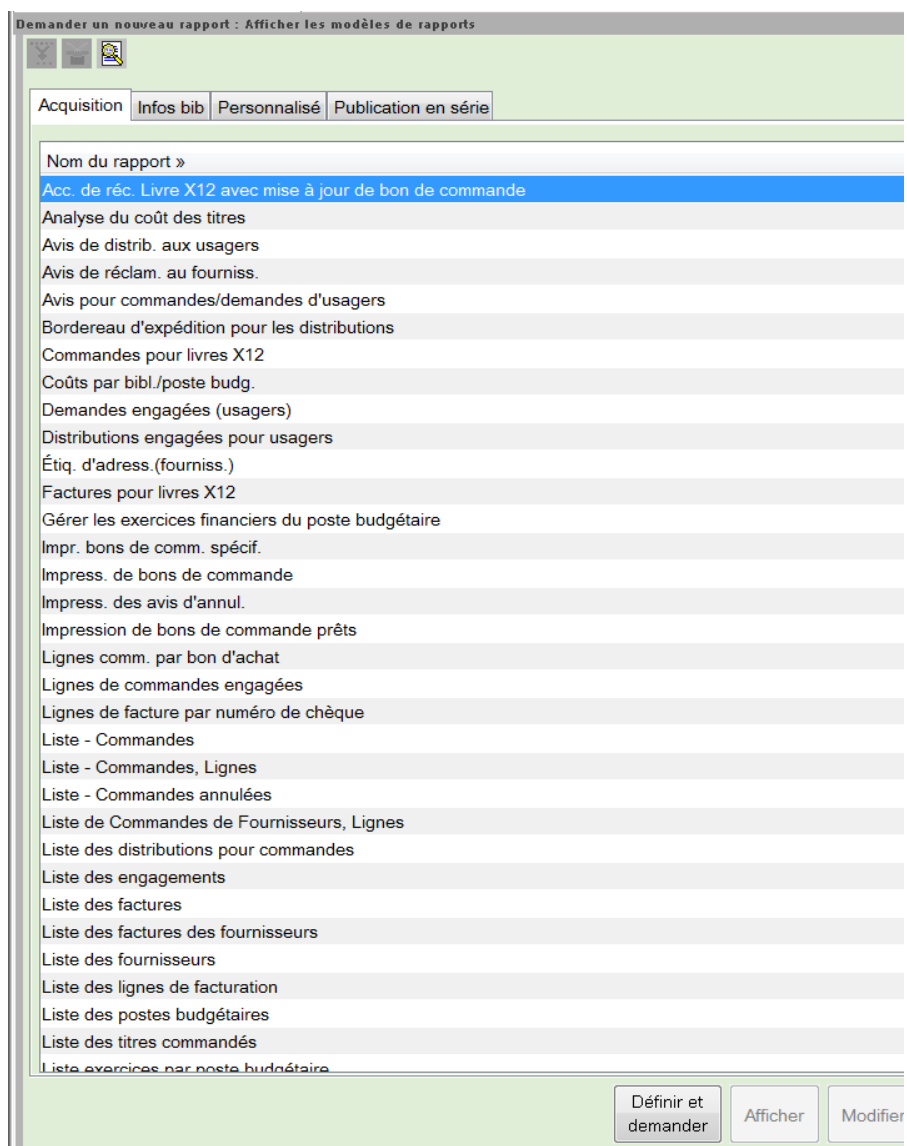 Demander un nouveau rapport : Afficher les modèles de rapports
Acquisition Infos bib Personnalisé Publication en série
Nom du rapport »
Acc. de réc. Livre X12 avec mise à jour de bon de commande
Analyse du coût des titres
Avis de distrib. aux usagers
Avis de réclam. au fourniss.
Avis pour commandes/demandes d'usagers
Bordereau d'expédition pour les distributions
Commandes pour livres X12
Coûts par bibl./poste budg.
Demandes engagées (usagers)
Distributions engagées pour usagers
Étiq. d'adress.(fourniss.)
Factures pour livres X12
Gérer les exercices financiers du poste budgétaire
Impr. bons de comm. spécif.
Impress. de bons de commande
Impress. des avis d'annul.
Impression de bons de commande prêts
Lignes comm. par bon d'achat
Lignes de commandes engagées
Lignes de facture par numéro de chèque
Liste - Commandes
Liste - Commandes, Lignes
Liste - Commandes annulées
Liste de Commandes de Fournisseurs, Lignes
Liste des distributions pour commandes
Liste des engagements
Liste des factures
Liste des factures des fournisseurs
Liste des fournisseurs
Liste des lignes de facturation
Liste des postes budgétaires
Liste des titres commandés
Liste exercices par poste budgétaire
Définir et
demander
Afficher
Modifier